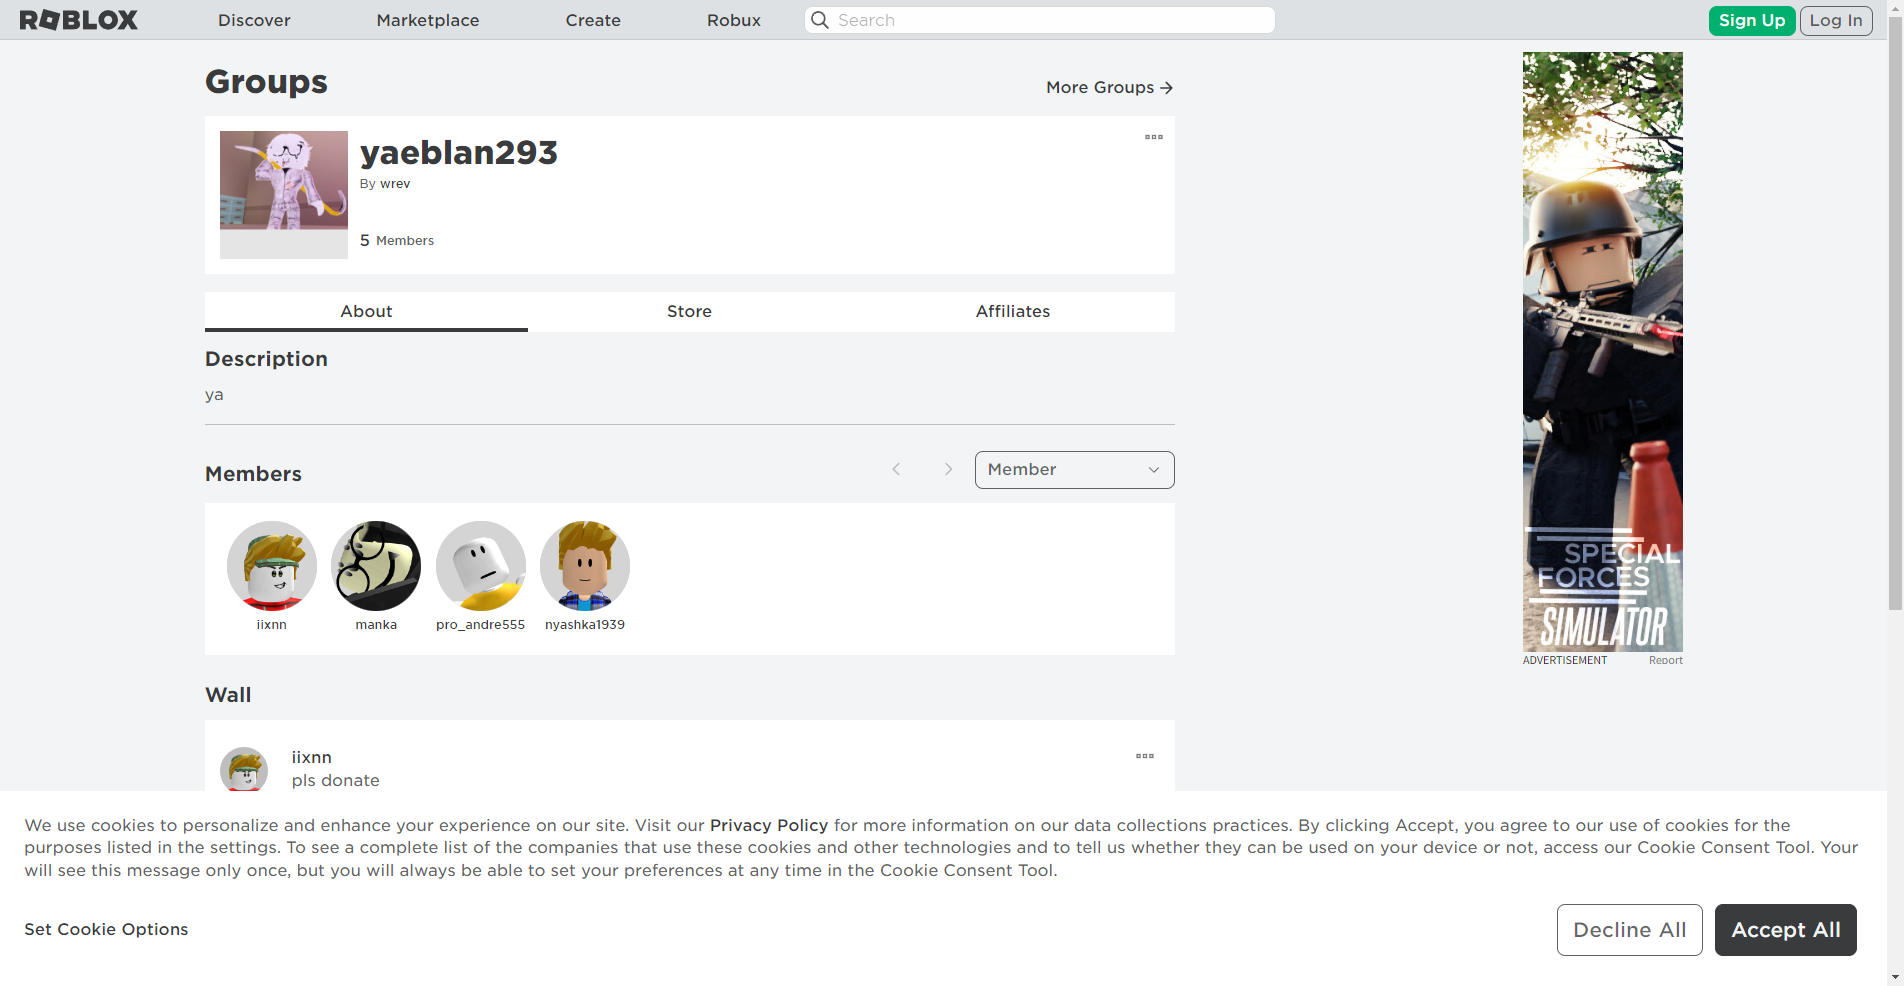 ROBLOX
Discover
Marketplace
Create
Robux
Search
Sign Up
Log In
Groups
More Groups
yaeblan293
By wrev
5 Members
About
Store
Affiliates
Description
ya
Members
Member
iixnn
manka
pro_andre555
nyashka1939
Wall
iixnn
pls donate
SPECIAL
FORCES
SIMULATOR
ADVERTISEMENT
Report
We use cookies to personalize and enhance your experience on our site. Visit our Privacy Policy for more information on our data collections practices. By clicking Accept, you agree to our use of cookies for the
purposes listed in the settings. To see a complete list of the companies that use these cookies and other technologies and to tell us whether they can be used on your device or not, access our Cookie Consent Tool. Your
will see this message only once, but you will always be able to set your preferences at any time in the Cookie Consent Tool.
Set Cookie Options
Decline All
Accept All